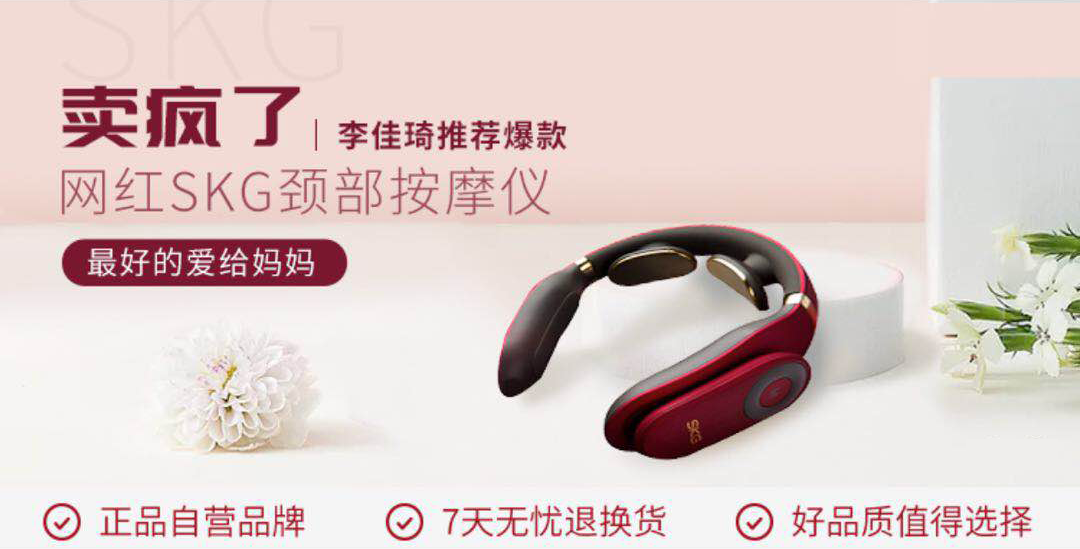 SKG
卖疯了
李佳琦推荐爆款
网红SKG颈部按摩仪
最好的爱给妈妈
SKG
正品自营品牌
7天无忧退换货
好品质值得选择